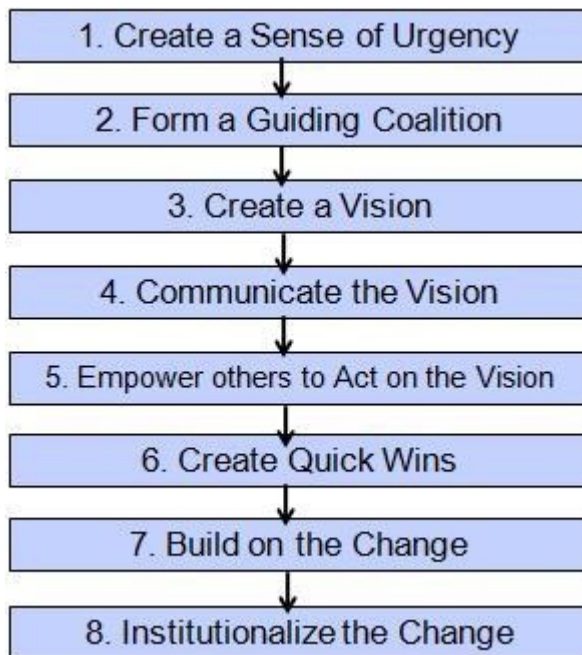 1. Create a Sense of Urgency
2. Form a Guiding Coalition
3. Create a Vision
4. Communicate the Vision
5. Empower others to Act on the Vision
6. Create Quick Wins
7. Build on the Change
8. Institutionalize the Change